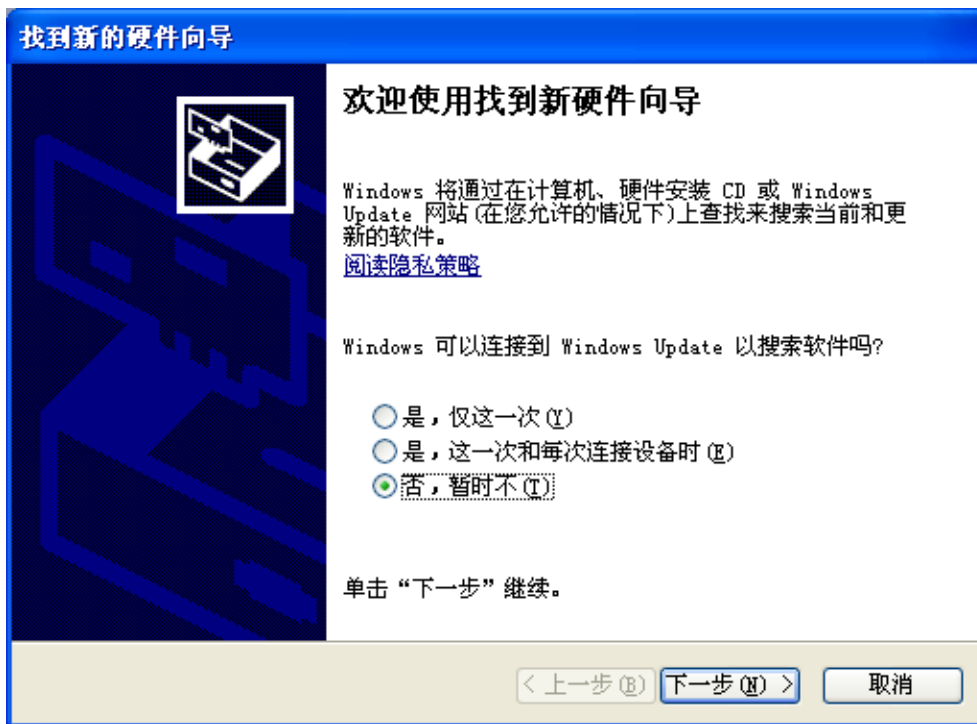 找到新的硬件向导
欢迎使用找到新硬件向导
Windows 将通过在计算机、硬件安装 CD 或 Windows
Update 网站(在您允许的情况下)上查找来搜索当前和更
新的软件。
阅读隐私策略
Windows 可以连接到 Windows Update 以搜索软件吗?
是，仅这一次(Y)
是，这一次和每次连接设备时(E)
否，暂时不(T)
单击“下一步”继续。
< 上一步(B) 下一步(N) > 取消